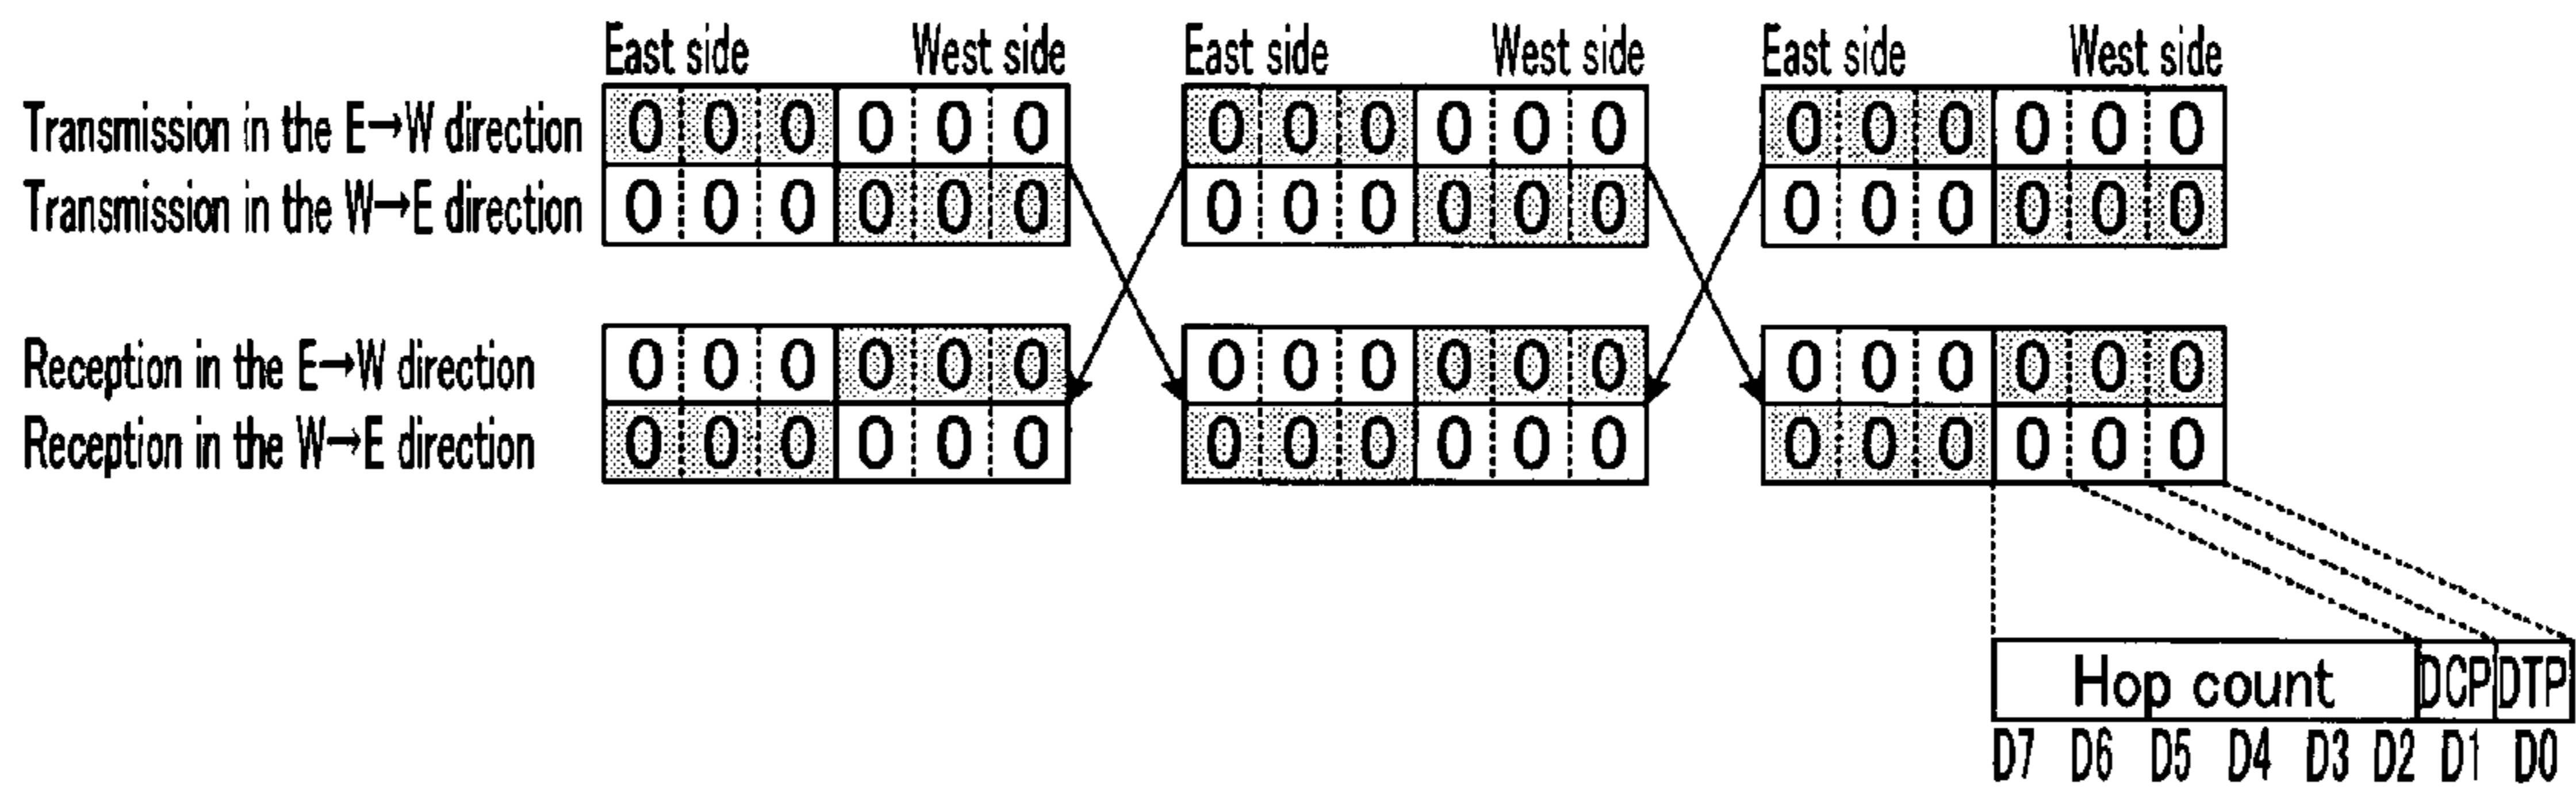 East side West side East side West side East side West side
Transmission in the E→W direction 0 0 0 0 0 0 0 0 0 0 0 0 0 0 0 0 0 0
Transmission in the W→E direction 0 0 0 0 0 0 0 0 0 0 0 0 0 0 0 0 0 0
Reception in the E→W direction 0 0 0 0 0 0 0 0 0 0 0 0 0 0 0 0 0 0
Reception in the W→E direction 0 0 0 0 0 0 0 0 0 0 0 0 0 0 0 0 0 0
Hop count DCP DTP
D7 D6 D5 D4 D3 D2 D1 D0